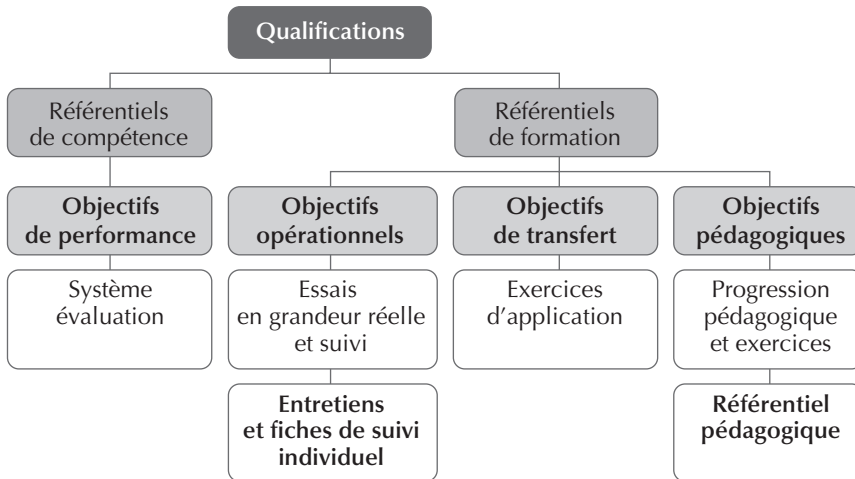 Qualifications
Référentiels
de compétence
Référentiels
de formation
Objectifs
de performance
Objectifs
opérationnels
Objectifs
de transfert
Objectifs
pédagogiques
Système
évaluation
Essais
en grandeur réelle
et suivi
Exercices
d’application
Progression
pédagogique
et exercices
Entretiens
et fiches de suivi
individuel
Référentiel
pédagogique